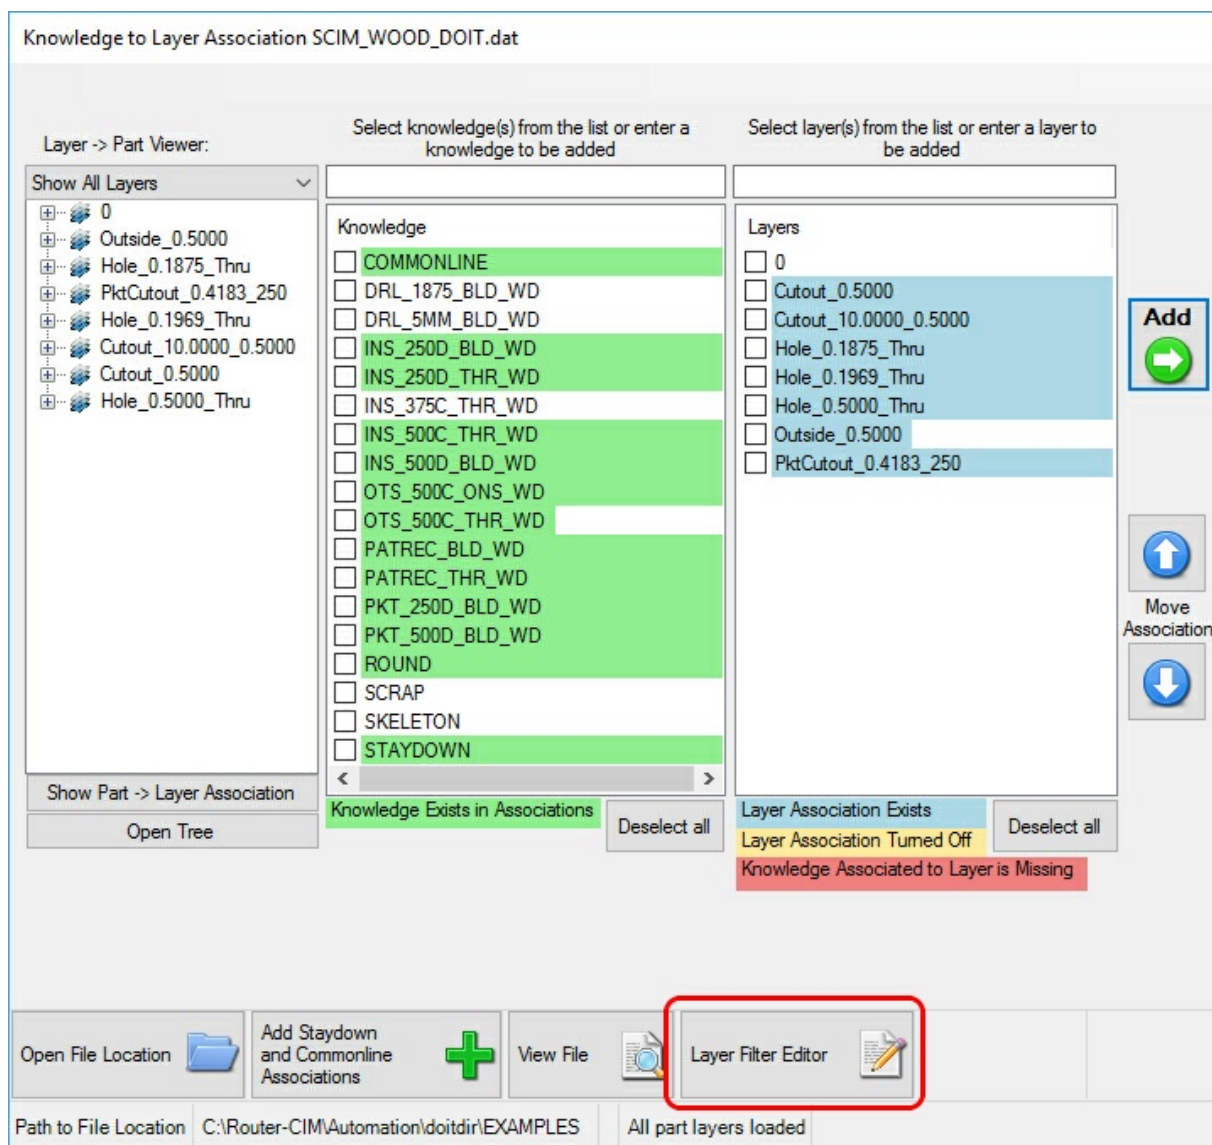 Knowledge to Layer Association SCIM_WOOD_DOIT.dat
Layer -> Part Viewer:
Show All Layers
0
Outside_0.5000
Hole_0.1875_Thru
PktCutout_0.4183_250
Hole_0.1969_Thru
Cutout_10.0000_0.5000
Cutout_0.5000
Hole_0.5000_Thru
Show Part -> Layer Association
Open Tree
Select knowledge(s) from the list or enter a
knowledge to be added
Knowledge
COMMONLINE
DRL_1875_BLD_WD
DRL_5MM_BLD_WD
INS_250D_BLD_WD
INS_250D_THR_WD
INS_375C_THR_WD
INS_500C_THR_WD
INS_500D_BLD_WD
OTS_500C_ONS_WD
OTS_500C_THR_WD
PATREC_BLD_WD
PATREC_THR_WD
PKT_250D_BLD_WD
PKT_500D_BLD_WD
ROUND
SCRAP
SKELETON
STAYDOWN
Knowledge Exists in Associations
Deselect all
Select layer(s) from the list or enter a layer to
be added
Layers
0
Cutout_0.5000
Cutout_10.0000_0.5000
Hole_0.1875_Thru
Hole_0.1969_Thru
Hole_0.5000_Thru
Outside_0.5000
PktCutout_0.4183_250
Layer Association Exists
Layer Association Turned Off
Knowledge Associated to Layer is Missing
Deselect all
Add
Move
Association
Open File Location
Add Staydown
and Commonline
Associations
View File
Layer Filter Editor
Path to File Location
C:\Router-CIM\Automation\doitdir\EXAMPLES
All part layers loaded